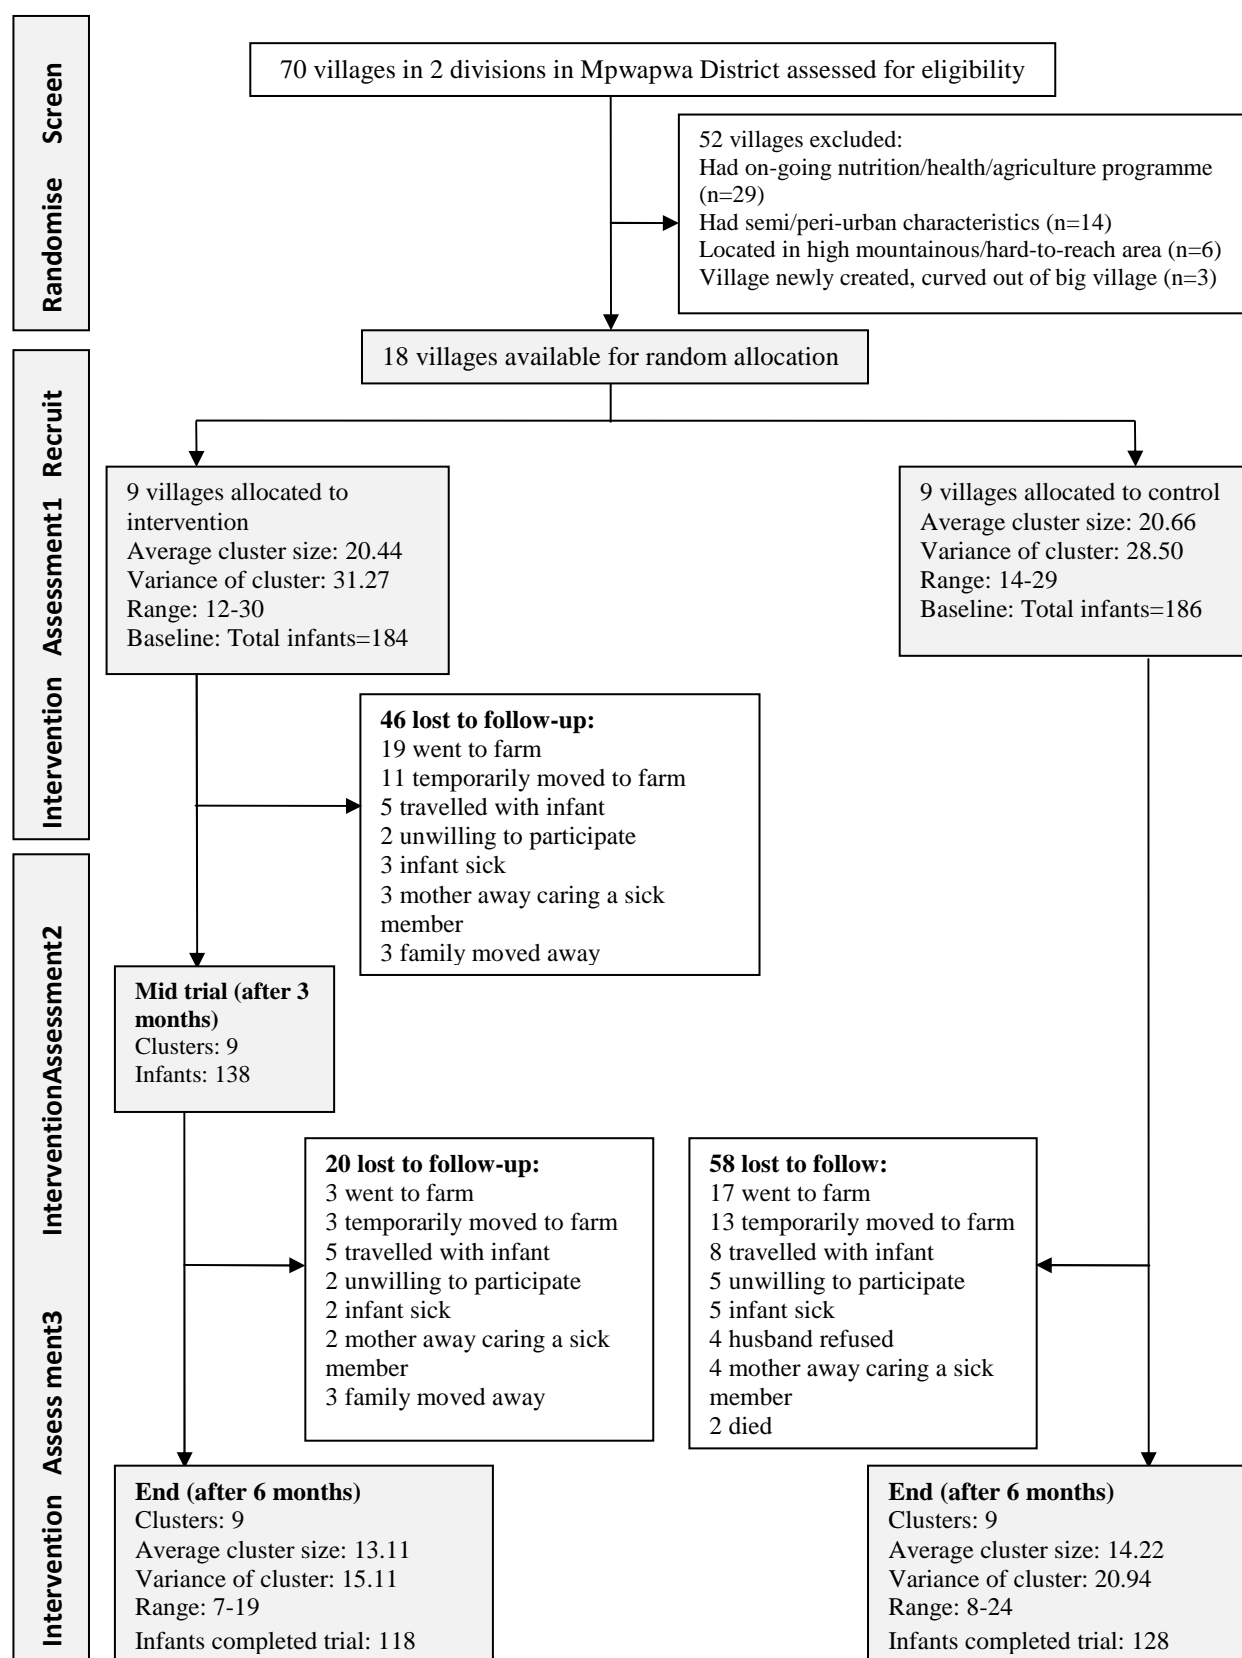 Screen
Randomise
70 villages in 2 divisions in Mpwapwa District assessed for eligibility
52 villages excluded:
Had on-going nutrition/health/agriculture programme
(n=29)
Had semi/peri-urban characteristics (n=14)
Located in high mountainous/hard-to-reach area (n=6)
Village newly created, curved out of big village (n=3)
18 villages available for random allocation
Recruit
Assessment1
Intervention
9 villages allocated to
intervention
Average cluster size: 20.44
Variance of cluster: 31.27
Range: 12-30
Baseline: Total infants=184
9 villages allocated to control
Average cluster size: 20.66
Variance of cluster: 28.50
Range: 14-29
Baseline: Total infants=186
46 lost to follow-up:
19 went to farm
11 temporarily moved to farm
5 travelled with infant
2 unwilling to participate
3 infant sick
3 mother away caring a sick
member
3 family moved away
InterventionAssessment2
Intervention Assess ment3
Mid trial (after 3
months)
Clusters: 9
Infants: 138
20 lost to follow-up:
3 went to farm
3 temporarily moved to farm
5 travelled with infant
2 unwilling to participate
2 infant sick
2 mother away caring a sick
member
3 family moved away
58 lost to follow:
17 went to farm
13 temporarily moved to farm
8 travelled with infant
5 unwilling to participate
5 infant sick
4 husband refused
4 mother away caring a sick
member
2 died
End (after 6 months)
Clusters: 9
Average cluster size: 13.11
Variance of cluster: 15.11
Range: 7-19
Infants completed trial: 118
End (after 6 months)
Clusters: 9
Average cluster size: 14.22
Variance of cluster: 20.94
Range: 8-24
Infants completed trial: 128